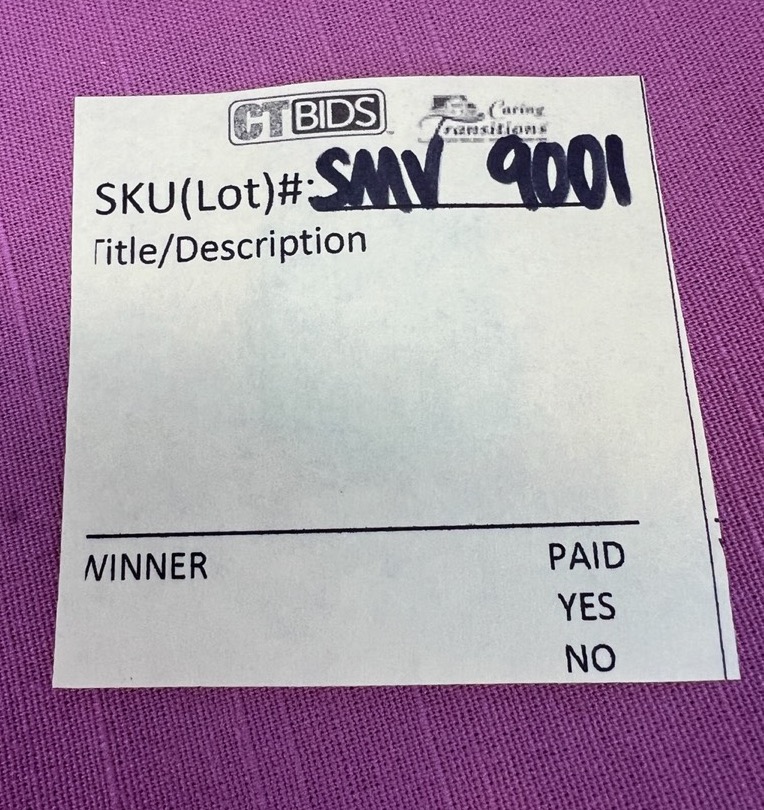 CTBIDS
Caring
Transitions
SKU(Lot)#: SMV 9001
Title/Description
WINNER PAID
YES
NO